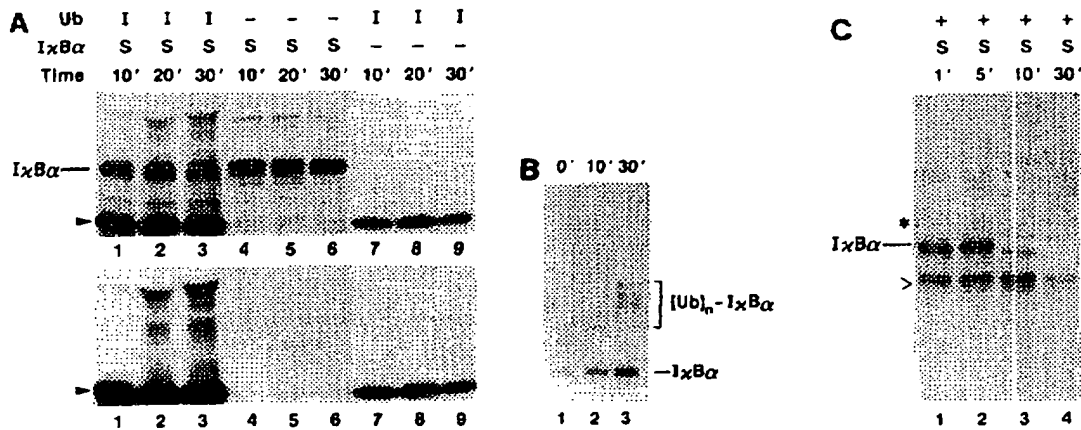 A
Ub I I I – – – I I I
IϰBα S S S S S S – – –
Time 10' 20' 30' 10' 20' 30' 10' 20' 30'
IϰBα
1 2 3 4 5 6 7 8 9
1 2 3 4 5 6 7 8 9
B
0' 10' 30'
[Ub]n-IϰBα
IϰBα
1 2 3
C
+ + + +
S S S S
1' 5' 10' 30'
*
IϰBα
>
1 2 3 4